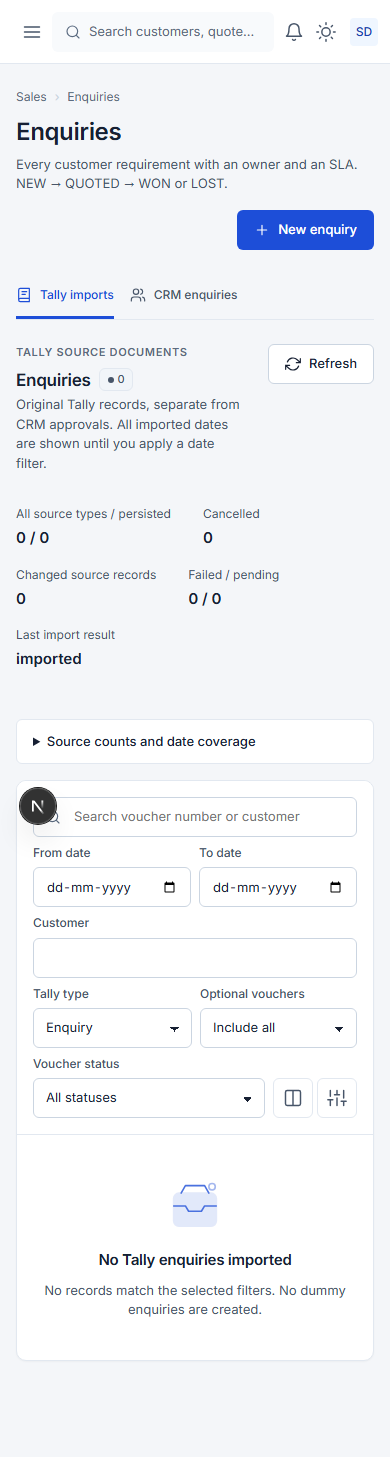 Search customers, quote...
SD
Sales › Enquiries
Enquiries
Every customer requirement with an owner and an SLA.
NEW → QUOTED → WON or LOST.
+ New enquiry
Tally imports
CRM enquiries
TALLY SOURCE DOCUMENTS
Refresh
Enquiries
0
Original Tally records, separate from
CRM approvals. All imported dates
are shown until you apply a date
filter.
All source types / persisted
0 / 0
Cancelled
0
Changed source records
0
Failed / pending
0 / 0
Last import result
imported
Source counts and date coverage
N
Search voucher number or customer
From date
To date
dd-mm-yyyy
dd-mm-yyyy
Customer
Tally type
Optional vouchers
Enquiry
Include all
Voucher status
All statuses
No Tally enquiries imported
No records match the selected filters. No dummy
enquiries are created.